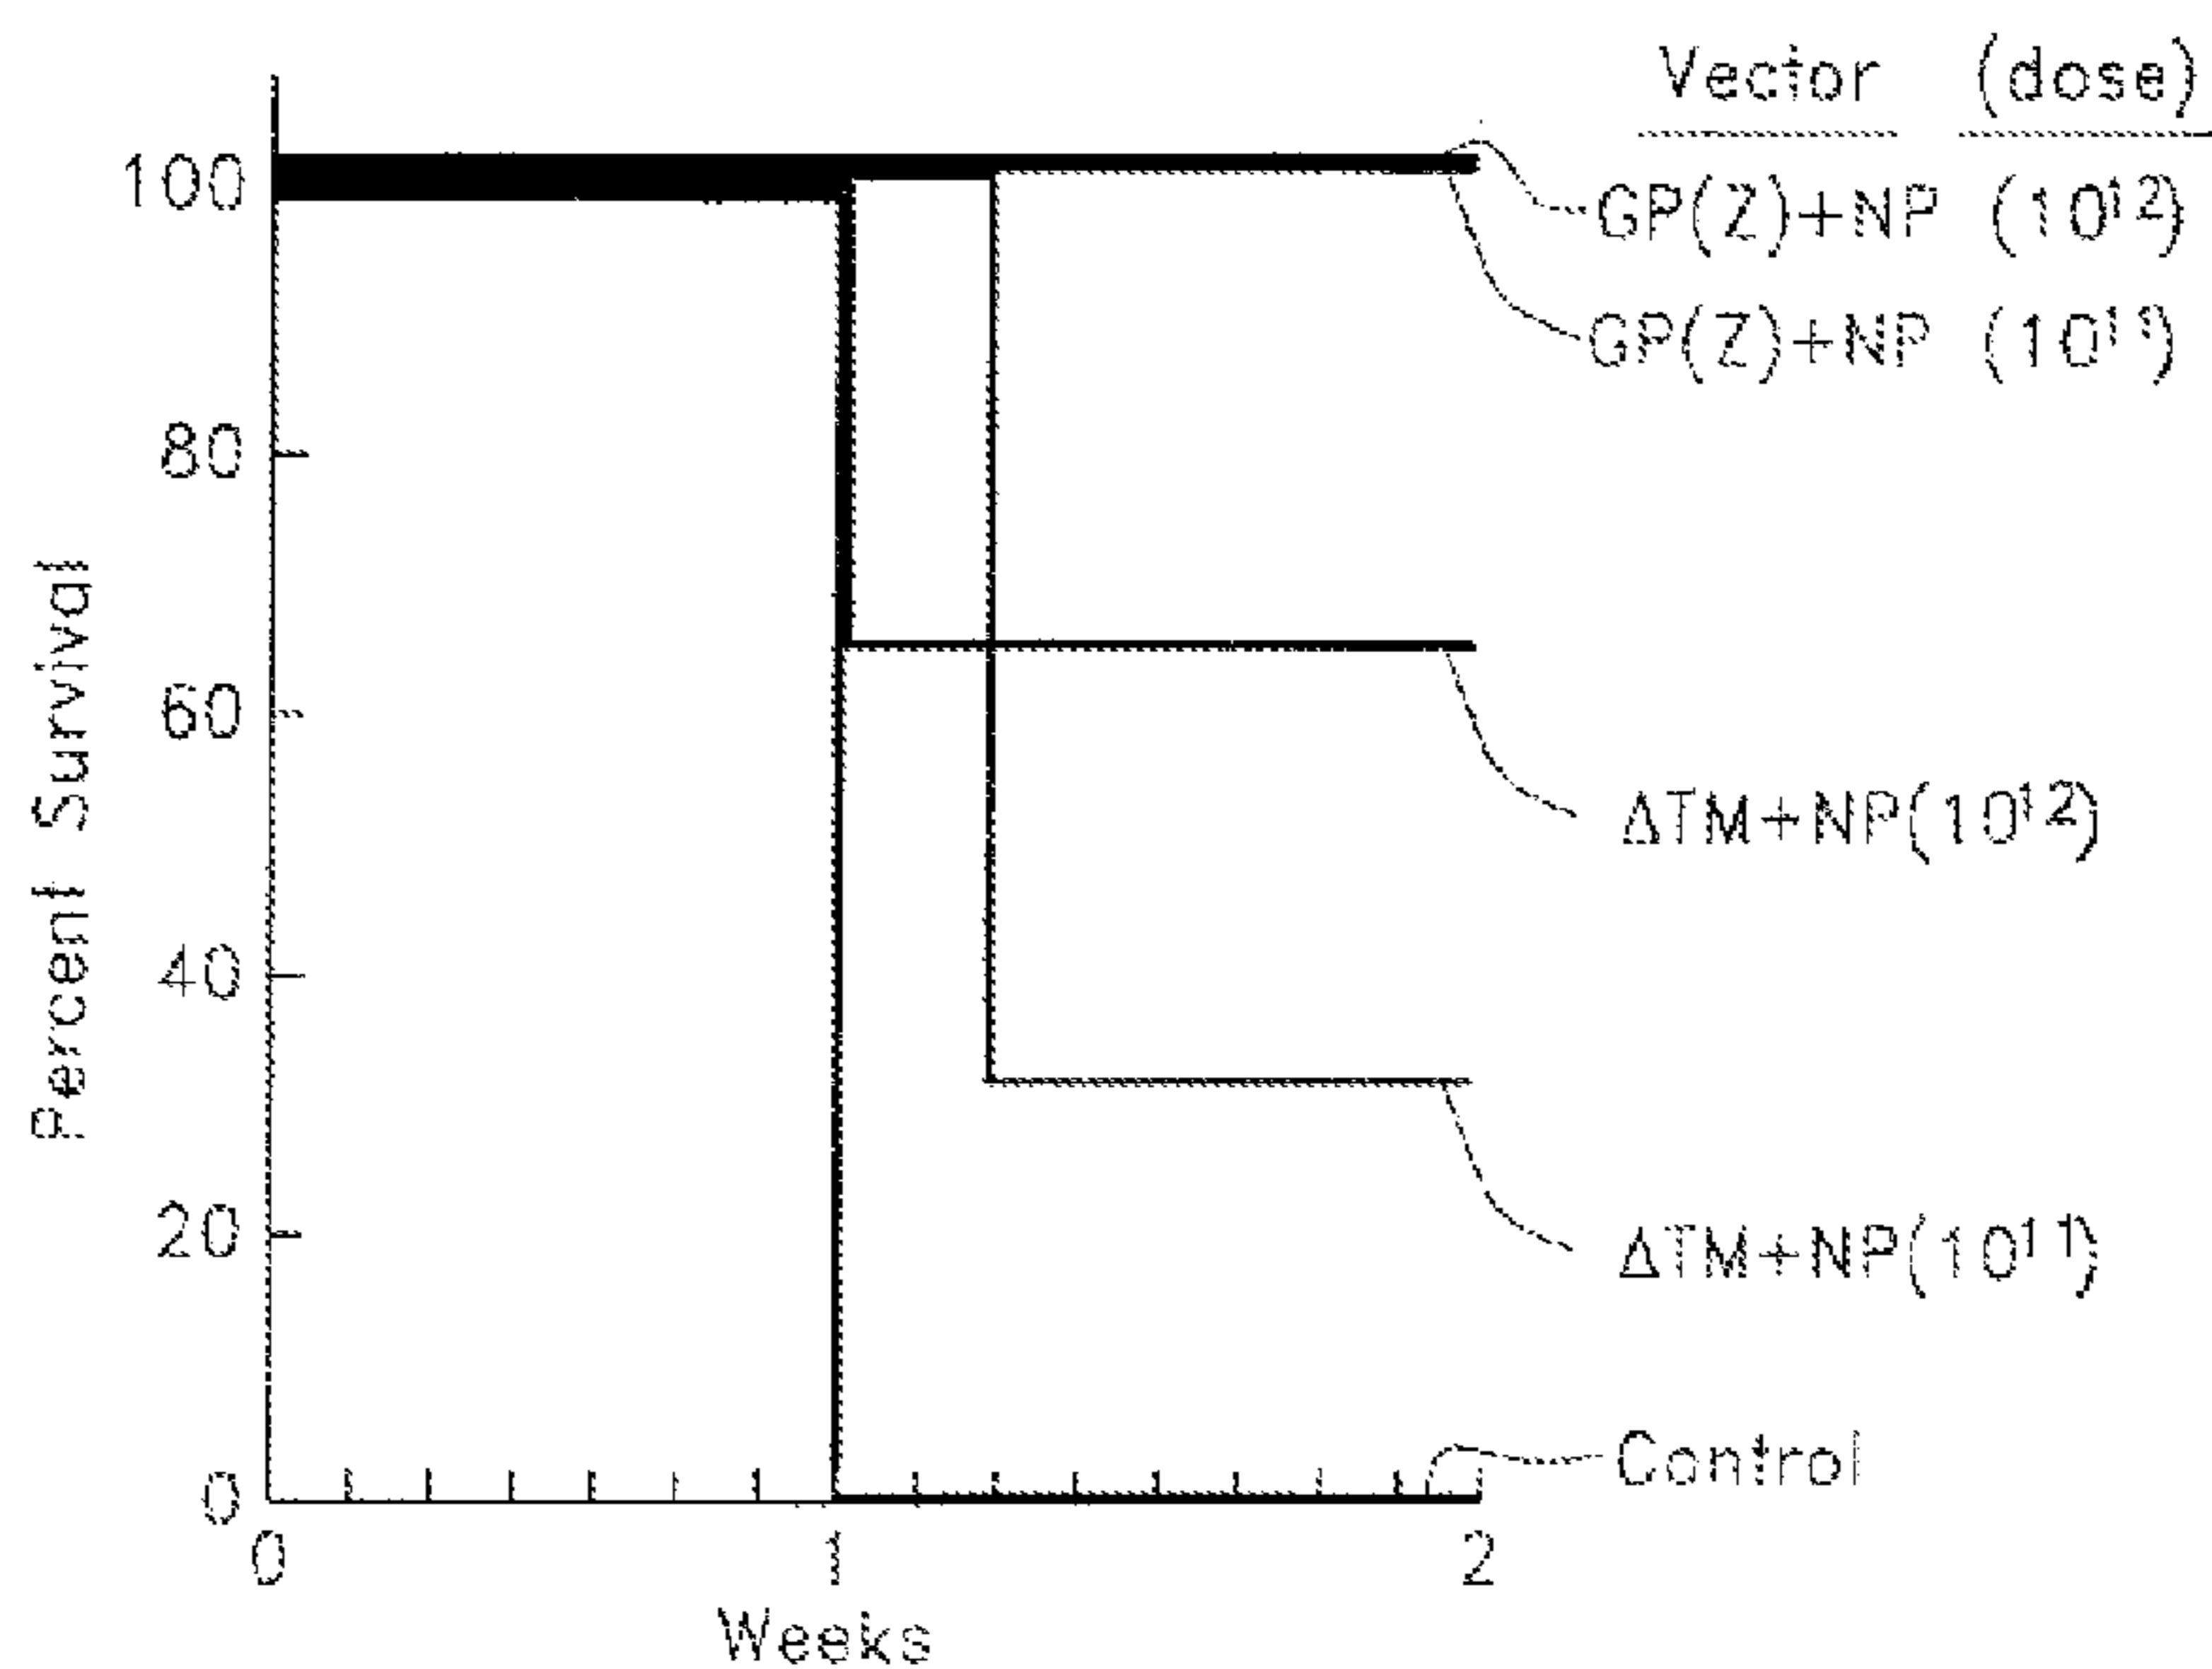 Vector (dose)
100
GP(Z)+NP (10¹²)
GP(Z)+NP (10¹¹)
80
Percent Survival
60
ΔTM+NP(10¹²)
40
20
ΔTM+NP(10¹¹)
Control
0
0 1 2
Weeks